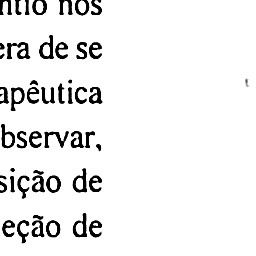 ntio nos
era de se
apêutica
bservar,
sição de
eção de